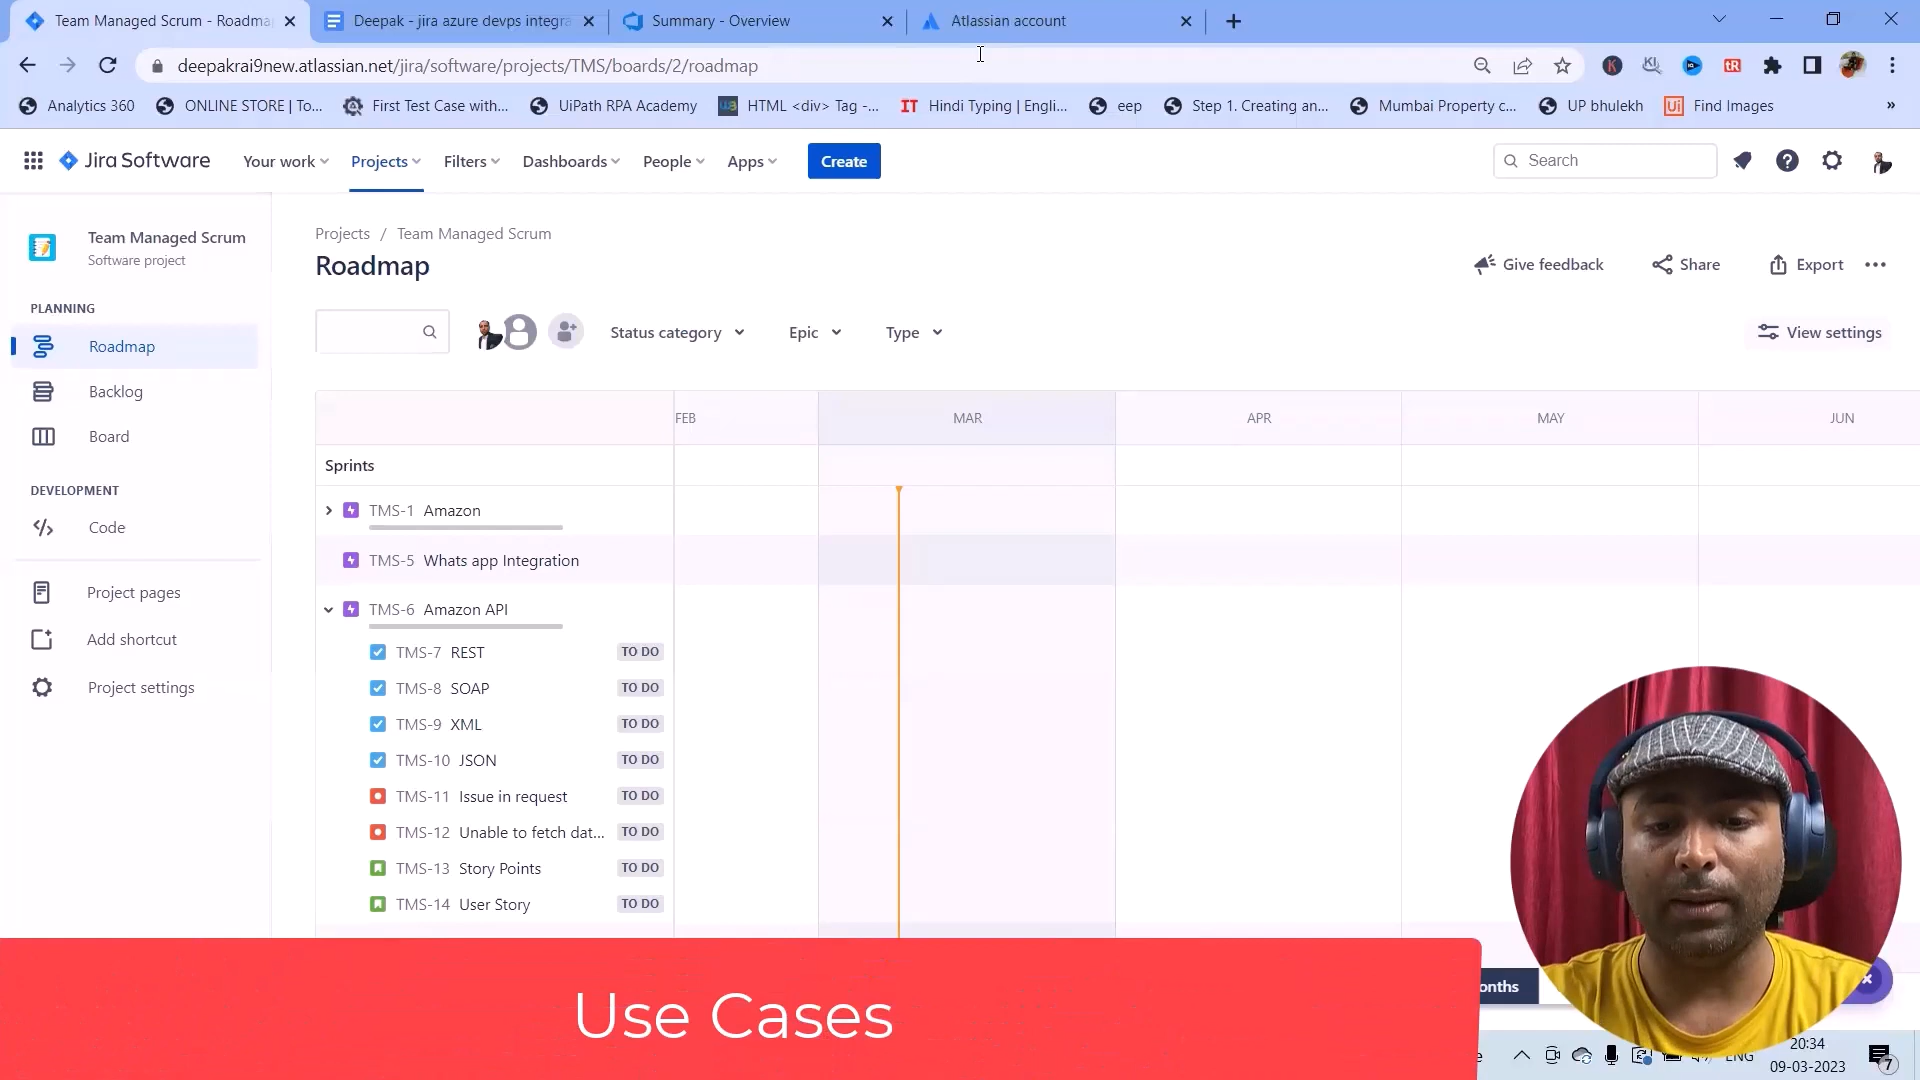 Team Managed Scrum - Roadma
Deepak - jira azure devps integra
Summary - Overview
Atlassian account
deepakrai9new.atlassian.net/jira/software/projects/TMS/boards/2/roadmap
Analytics 360
ONLINE STORE | To...
First Test Case with...
UiPath RPA Academy
HTML <div> Tag -...
IT Hindi Typing | Engli...
eep
Step 1. Creating an...
Mumbai Property c...
UP bhulekh
Ui Find Images
»
Jira Software
Your work
Projects
Filters
Dashboards
People
Apps
Create
Search
Team Managed Scrum
Software project
Projects / Team Managed Scrum
Roadmap
Give feedback
Share
Export
PLANNING
Roadmap
Backlog
Board
DEVELOPMENT
Code
Project pages
Add shortcut
Project settings
Status category
Epic
Type
View settings
FEB
MAR
APR
MAY
JUN
Sprints
TMS-1 Amazon
TMS-5 Whats app Integration
TMS-6 Amazon API
TMS-7 REST TO DO
TMS-8 SOAP TO DO
TMS-9 XML TO DO
TMS-10 JSON TO DO
TMS-11 Issue in request TO DO
TMS-12 Unable to fetch dat... TO DO
TMS-13 Story Points TO DO
TMS-14 User Story TO DO
onths
Use Cases
ENG
20:34
09-03-2023
7